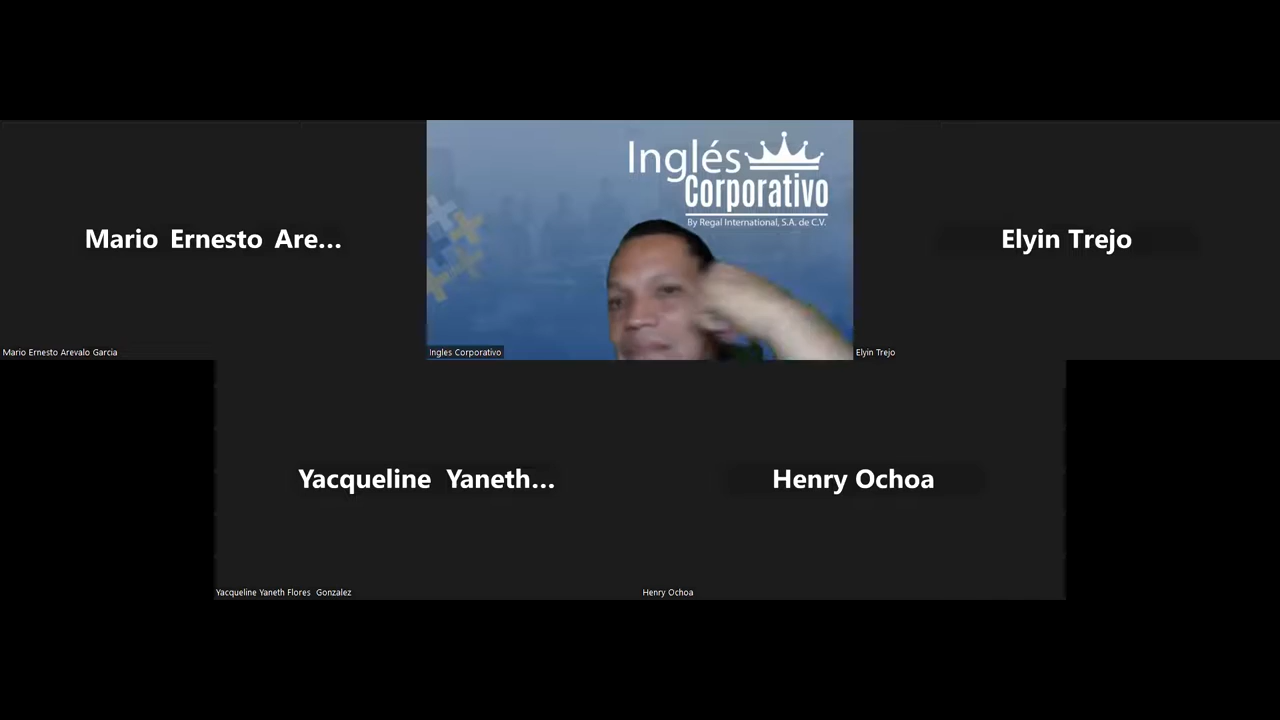 Mario Ernesto Are...
Mario Ernesto Arevalo Garcia
Inglés
Corporativo
By Regal International, S.A. de C.V.
Ingles Corporativo
Elyin Trejo
Elyin Trejo
Yacqueline Yaneth...
Yacqueline Yaneth Flores Gonzalez
Henry Ochoa
Henry Ochoa